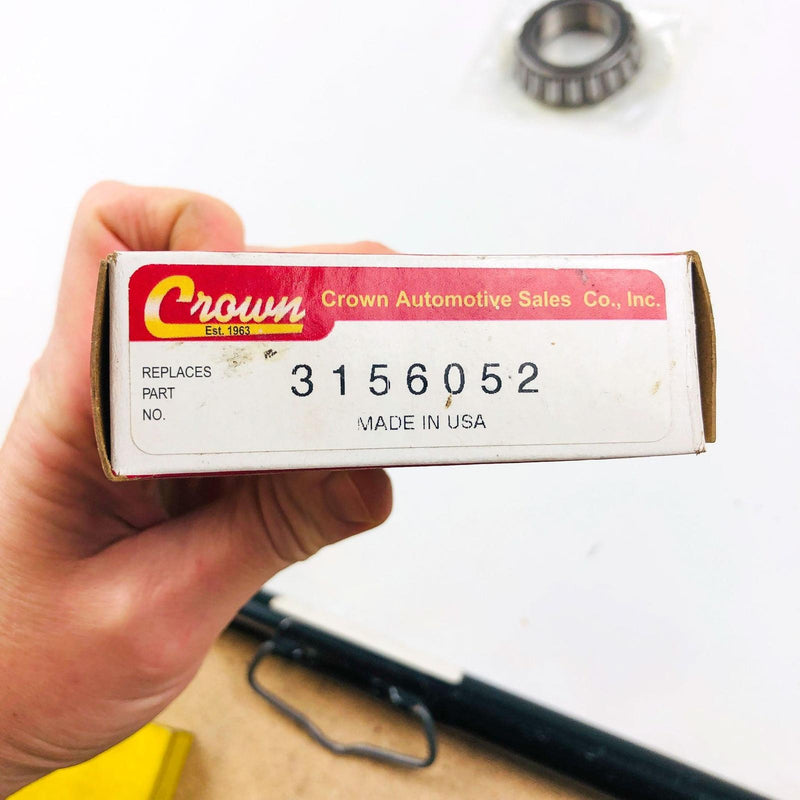 Crown
Est. 1963
Crown Automotive Sales Co., Inc.
REPLACES
PART
NO.
3156052
MADE IN USA